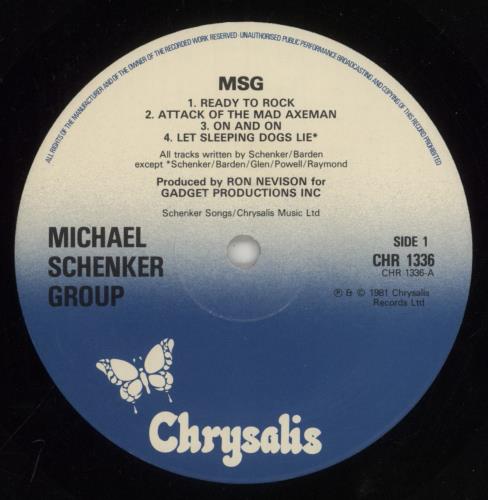 ALL RIGHTS OF THE MANUFACTURER AND OF THE OWNER OF THE RECORDED WORK RESERVED · UNAUTHORISED PUBLIC PERFORMANCE BROADCASTING AND COPYING OF THIS RECORD PROHIBITED
MSG
1. READY TO ROCK
2. ATTACK OF THE MAD AXEMAN
3. ON AND ON
4. LET SLEEPING DOGS LIE*
All tracks written by Schenker/Barden
except *Schenker/Barden/Glen/Powell/Raymond
Produced by RON NEVISON for
GADGET PRODUCTIONS INC
Schenker Songs/Chrysalis Music Ltd
MICHAEL
SCHENKER
GROUP
SIDE 1
CHR 1336
CHR 1336-A
℗ & © 1981 Chrysalis
Records Ltd
Chrysalis